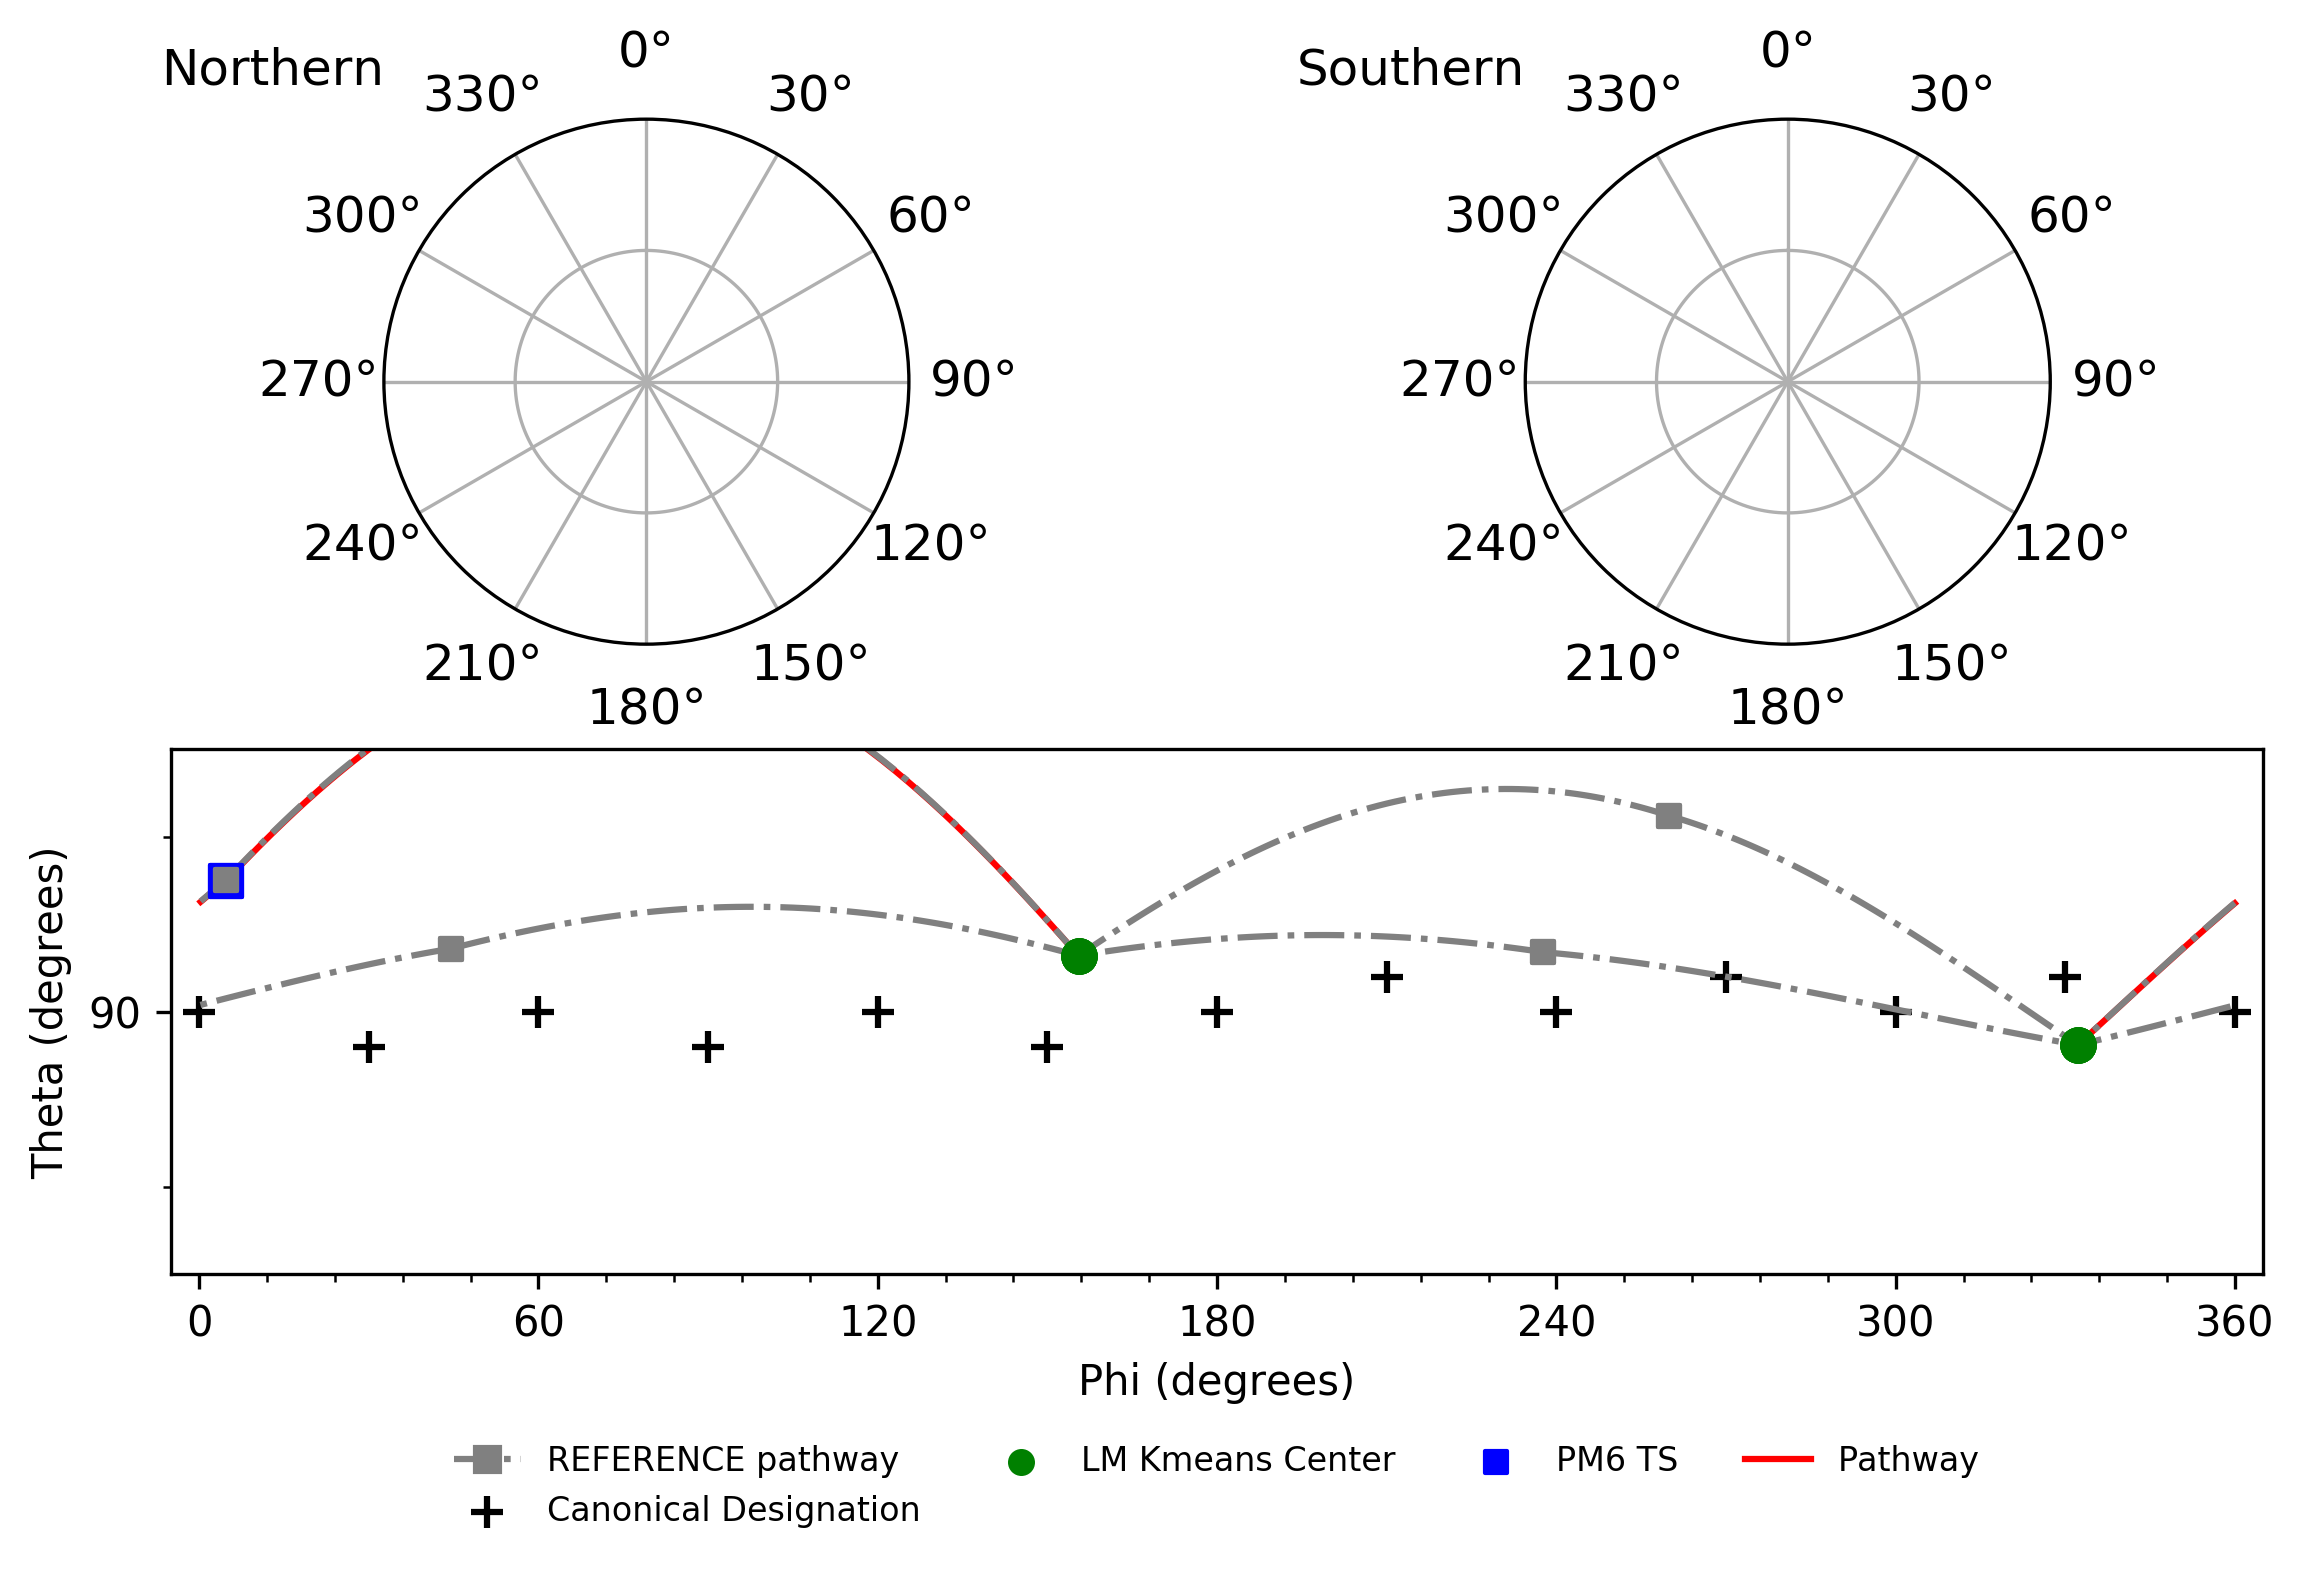 Northern
0°
330°
30°
300°
60°
270°
90°
240°
120°
210°
150°
180°
Southern
0°
330°
30°
300°
60°
270°
90°
240°
120°
210°
150°
180°
Theta (degrees)
90
0 60 120 180 240 300 360
Phi (degrees)
REFERENCE pathway
Canonical Designation
LM Kmeans Center
PM6 TS
Pathway